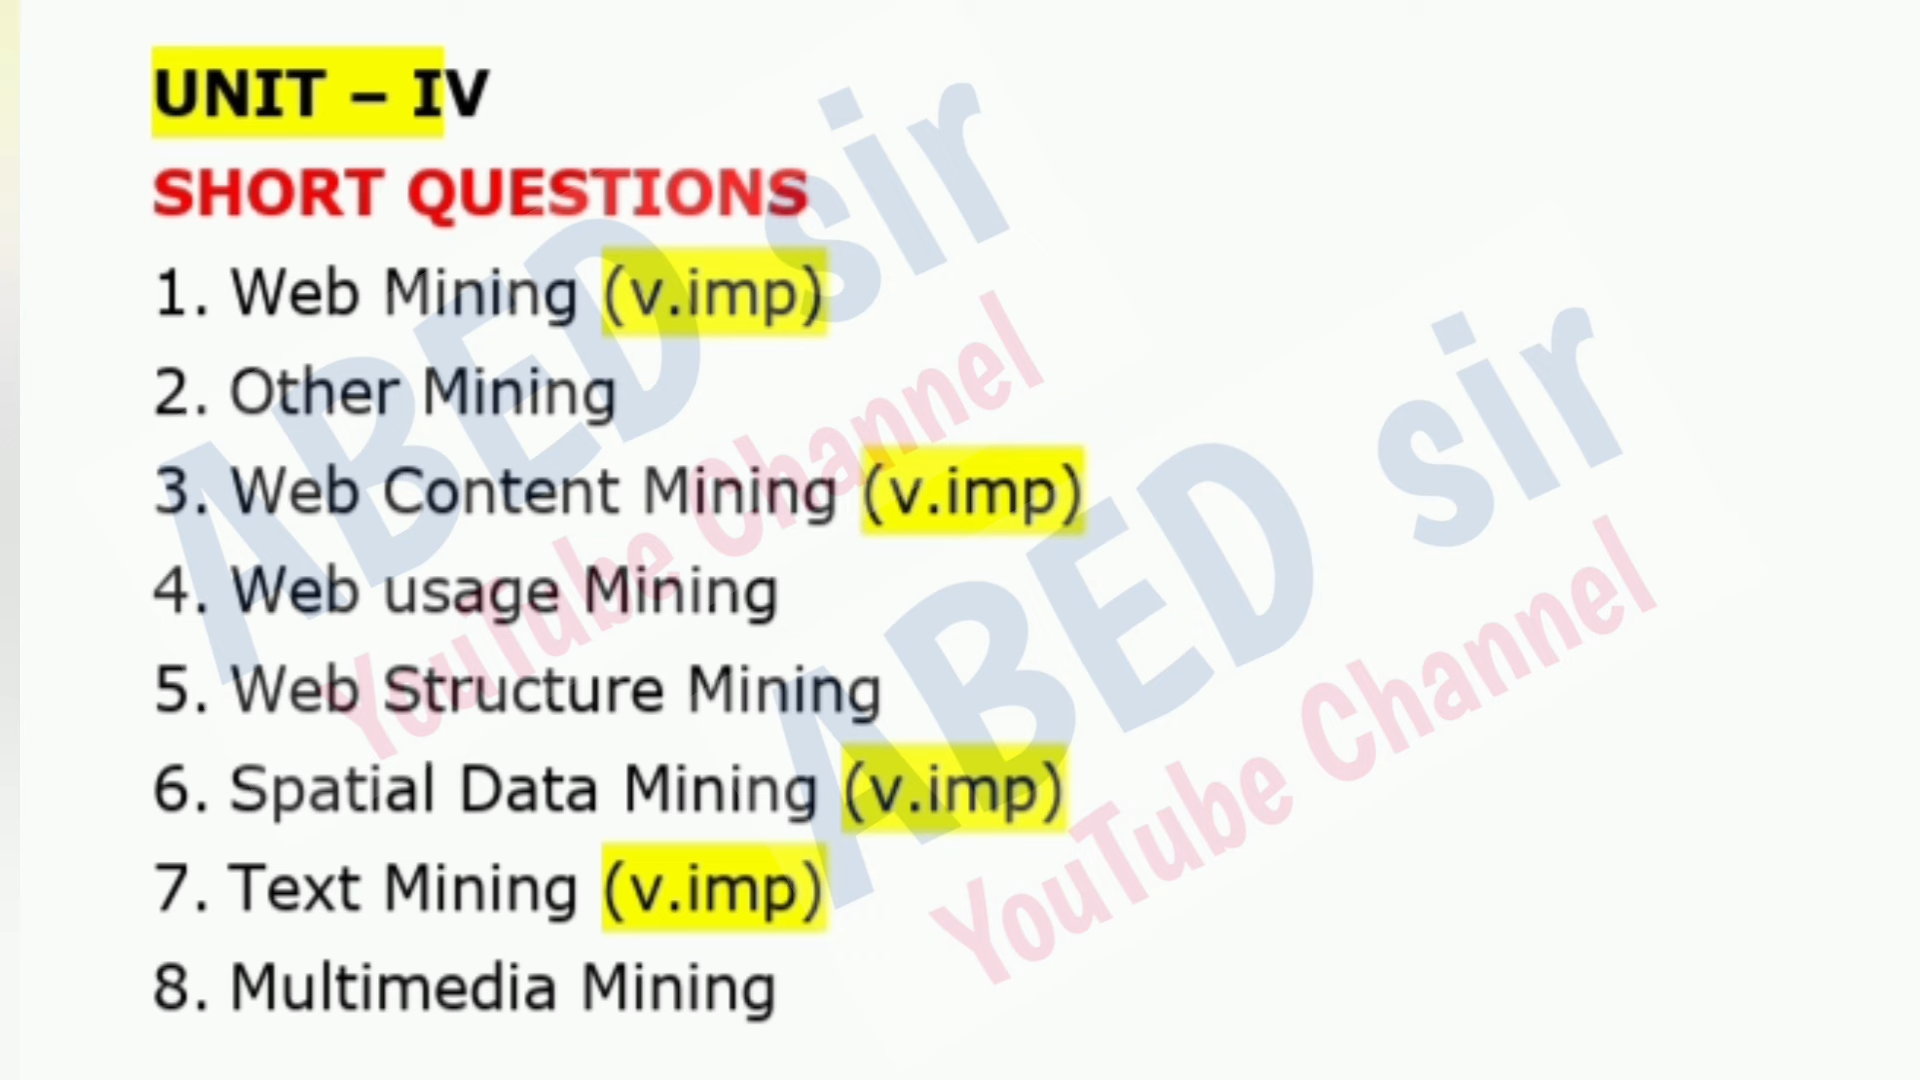 UNIT – IV
SHORT QUESTIONS
1. Web Mining (v.imp)
2. Other Mining
3. Web Content Mining (v.imp)
4. Web usage Mining
5. Web Structure Mining
6. Spatial Data Mining (v.imp)
7. Text Mining (v.imp)
8. Multimedia Mining
ABED sir
YouTube Channel
ABED sir
YouTube Channel